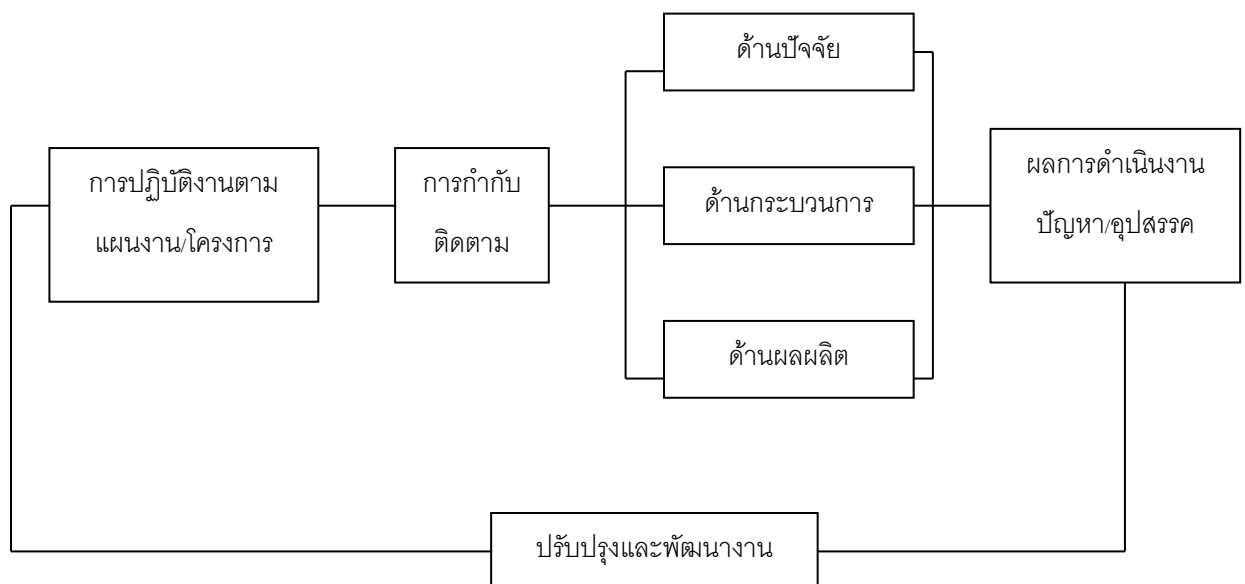 ด้านปัจจัย
การปฏิบัติงานตาม
แผนงาน/โครงการ
การกำกับ
ติดตาม
ด้านกระบวนการ
ผลการดำเนินงาน
ปัญหา/อุปสรรค
ด้านผลผลิต
ปรับปรุงและพัฒนางาน